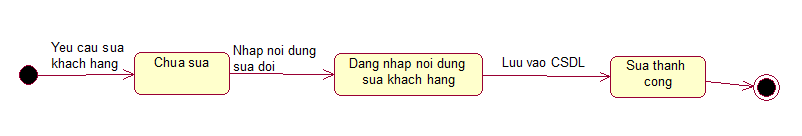 Yeu cau sua
khach hang
Chua sua
Nhap noi dung
sua doi
Dang nhap noi dung
sua khach hang
Luu vao CSDL
Sua thanh
cong